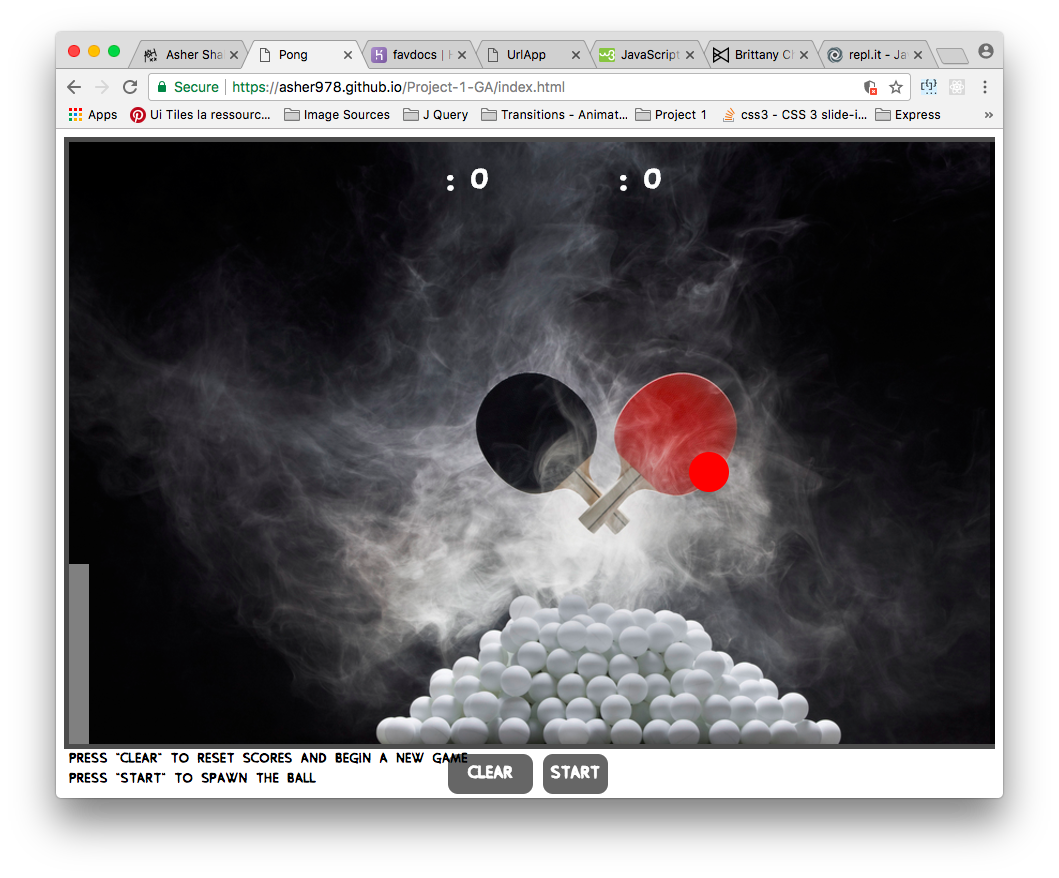 Asher Sha
Pong
favdocs | H
UrlApp
JavaScript
Brittany Ch
repl.it - Ja
Secure
https://asher978.github.io/Project-1-GA/index.html
Apps
Ui Tiles la ressourc...
Image Sources
J Query
Transitions - Animat...
Project 1
css3 - CSS 3 slide-i...
Express
»
: 0
: 0
PRESS "CLEAR" TO RESET SCORES AND BEGIN A NEW GAME
PRESS "START" TO SPAWN THE BALL
CLEAR
START